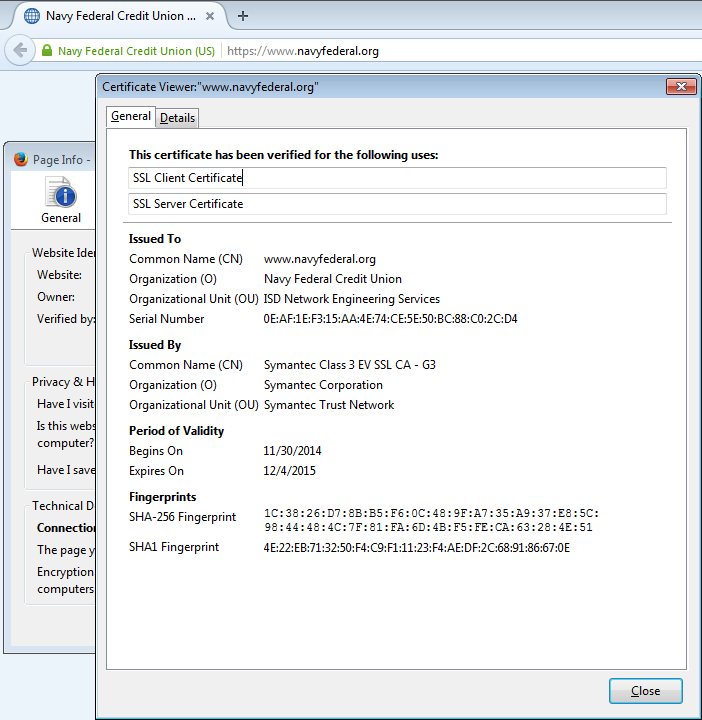 Navy Federal Credit Union ...
Navy Federal Credit Union (US) https://www.navyfederal.org
Certificate Viewer:"www.navyfederal.org"
General Details
This certificate has been verified for the following uses:
SSL Client Certificate
SSL Server Certificate
Issued To
Common Name (CN) www.navyfederal.org
Organization (O) Navy Federal Credit Union
Organizational Unit (OU) ISD Network Engineering Services
Serial Number 0E:AF:1E:F3:15:AA:4E:74:CE:5E:50:BC:88:C0:2C:D4
Issued By
Common Name (CN) Symantec Class 3 EV SSL CA - G3
Organization (O) Symantec Corporation
Organizational Unit (OU) Symantec Trust Network
Period of Validity
Begins On 11/30/2014
Expires On 12/4/2015
Fingerprints
SHA-256 Fingerprint 1C:38:26:D7:8B:B5:F6:0C:48:9F:A7:35:A9:37:E8:5C:
98:44:48:4C:7F:81:FA:6D:4B:F5:FE:CA:63:28:4E:51
SHA1 Fingerprint 4E:22:EB:71:32:50:F4:C9:F1:11:23:F4:AE:DF:2C:68:91:86:67:0E
Close
Page Info -
General
Website Iden
Website:
Owner:
Verified by:
Privacy & H
Have I visit
Is this webs
computer?
Have I save
Technical D
Connection
The page y
Encryption
computers